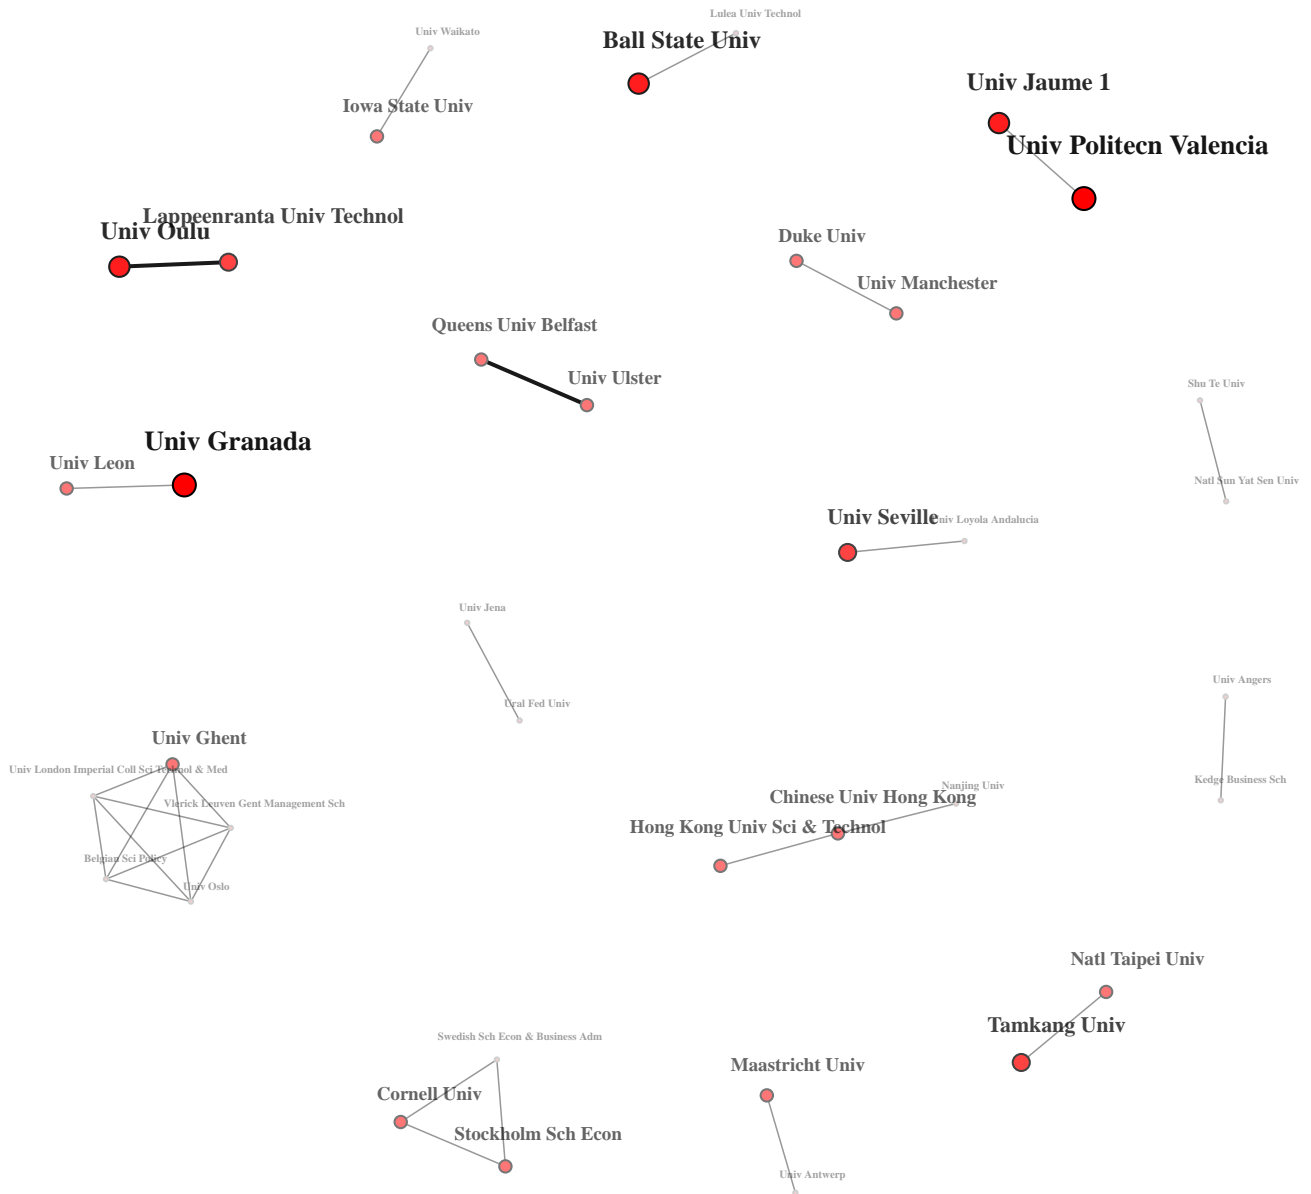 Lulea Univ Technol
Univ Waikato
Ball State Univ
Univ Jaume 1
Iowa State Univ
Univ Politecn Valencia
Lappeenranta Univ Technol
Univ Oulu
Duke Univ
Univ Manchester
Queens Univ Belfast
Univ Ulster
Shu Te Univ
Univ Granada
Univ Leon
Natl Sun Yat Sen Univ
Univ Seville
Univ Loyola Andalucia
Univ Jena
Univ Angers
Ural Fed Univ
Univ Ghent
Univ London Imperial Coll Sci Technol & Med
Kedge Business Sch
Nanjing Univ
Chinese Univ Hong Kong
Vlerick Leuven Gent Management Sch
Hong Kong Univ Sci & Technol
Belgian Sci Policy
Univ Oslo
Natl Taipei Univ
Tamkang Univ
Swedish Sch Econ & Business Adm
Maastricht Univ
Cornell Univ
Stockholm Sch Econ
Univ Antwerp